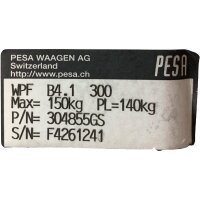 PESA WAAGEN AG
Switzerland
http://www.pesa.ch
PESA
WPF B4.1 300
Max= 150kg PL=140kg
P/N = 304855GS
S/N= F4261241